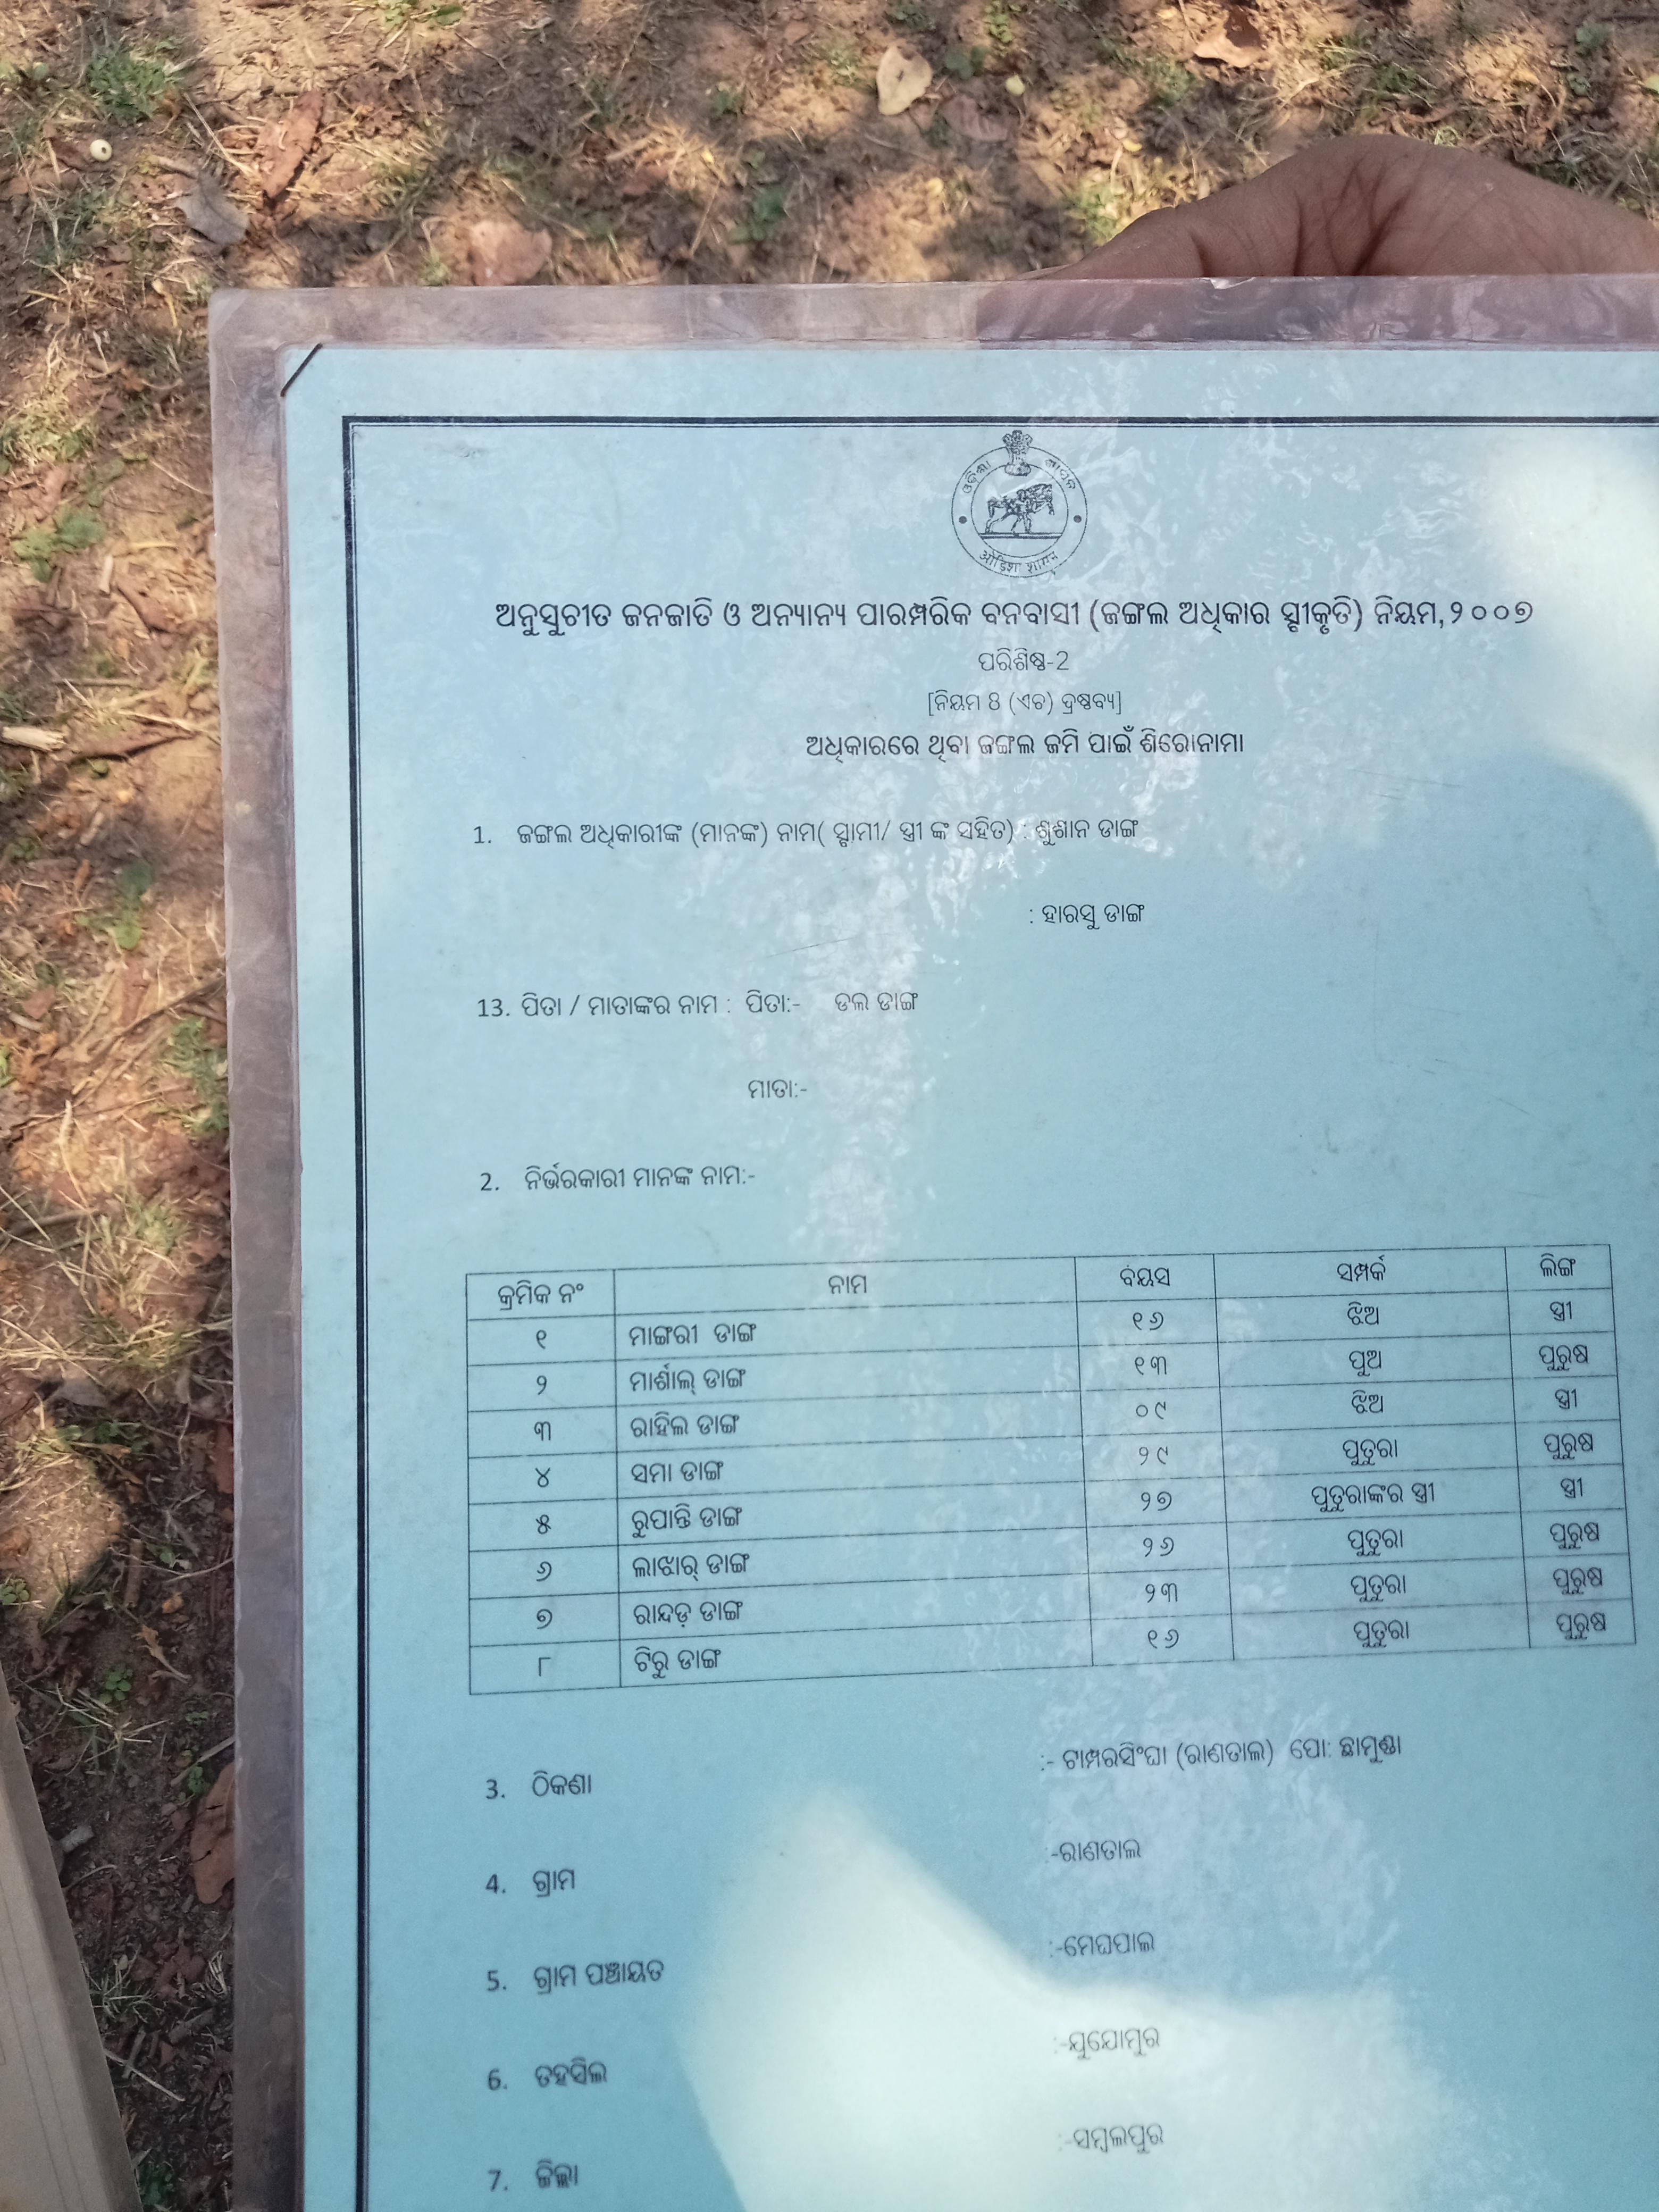 ଓଡ଼ିଶା ଶାସନ
ओडिशा शासन
ଅନୁସୁଚୀତ ଜନଜାତି ଓ ଅନ୍ୟାନ୍ୟ ପାରମ୍ପରିକ ବନବାସୀ (ଜଙ୍ଗଲ ଅଧିକାର ସ୍ବୀକୃତି) ନିୟମ,୨୦୦୭
ପରିଶିଷ୍ଠ-2
[ନିୟମ 8 (ଏଚ) ଦ୍ରଷ୍ଟବ୍ୟ]
ଅଧିକାରରେ ଥିବା ଜଙ୍ଗଲ ଜମି ପାଇଁ ଶିରୋନାମା
1. ଜଙ୍ଗଲ ଅଧିକାରୀଙ୍କ (ମାନଙ୍କ) ନାମ( ସ୍ବାମୀ/ ସ୍ତ୍ରୀ ଙ୍କ ସହିତ) : ଶୁଶାନ ଡାଙ୍ଗ
: ହାରସୁ ଡାଙ୍ଗ
13. ପିତା / ମାତାଙ୍କର ନାମ : ପିତା:- ଡଲ ଡାଙ୍ଗ
ମାତା:-
2. ନିର୍ଭରକାରୀ ମାନଙ୍କ ନାମ:-
କ୍ରମିକ ନଂ ନାମ ବୟସ ସମ୍ପର୍କ ଲିଙ୍ଗ
୧ ମାଙ୍ଗରୀ ଡାଙ୍ଗ ୧୬ ଝିଅ ସ୍ତ୍ରୀ
୨ ମାର୍ଶାଲ୍ ଡାଙ୍ଗ ୧୩ ପୁଅ ପୁରୁଷ
୩ ରାହିଲ ଡାଙ୍ଗ ୦୯ ଝିଅ ସ୍ତ୍ରୀ
୪ ସମା ଡାଙ୍ଗ ୨୯ ପୁତୁରା ପୁରୁଷ
୫ ରୁପାନ୍ତି ଡାଙ୍ଗ ୨୭ ପୁତୁରାଙ୍କର ସ୍ତ୍ରୀ ସ୍ତ୍ରୀ
୬ ଲାଝାର୍ ଡାଙ୍ଗ ୨୬ ପୁତୁରା ପୁରୁଷ
୭ ରାନ୍ଦଡ଼ ଡାଙ୍ଗ ୨୩ ପୁତୁରା ପୁରୁଷ
୮ ଟିରୁ ଡାଙ୍ଗ ୧୬ ପୁତୁରା ପୁରୁଷ
3. ଠିକଣା :- ଟାମ୍ପରସିଂଘା (ରାଣତାଲ) ପୋ: ଛାମୁଣ୍ଡା
4. ଗ୍ରାମ :-ରାଣତାଲ
5. ଗ୍ରାମ ପଞ୍ଚାୟତ :-ମେଘପାଲ
6. ତହସିଲ :-ଯୁଯୋମୁର
7. ଜିଲ୍ଲା :-ସମ୍ବଲପୁର